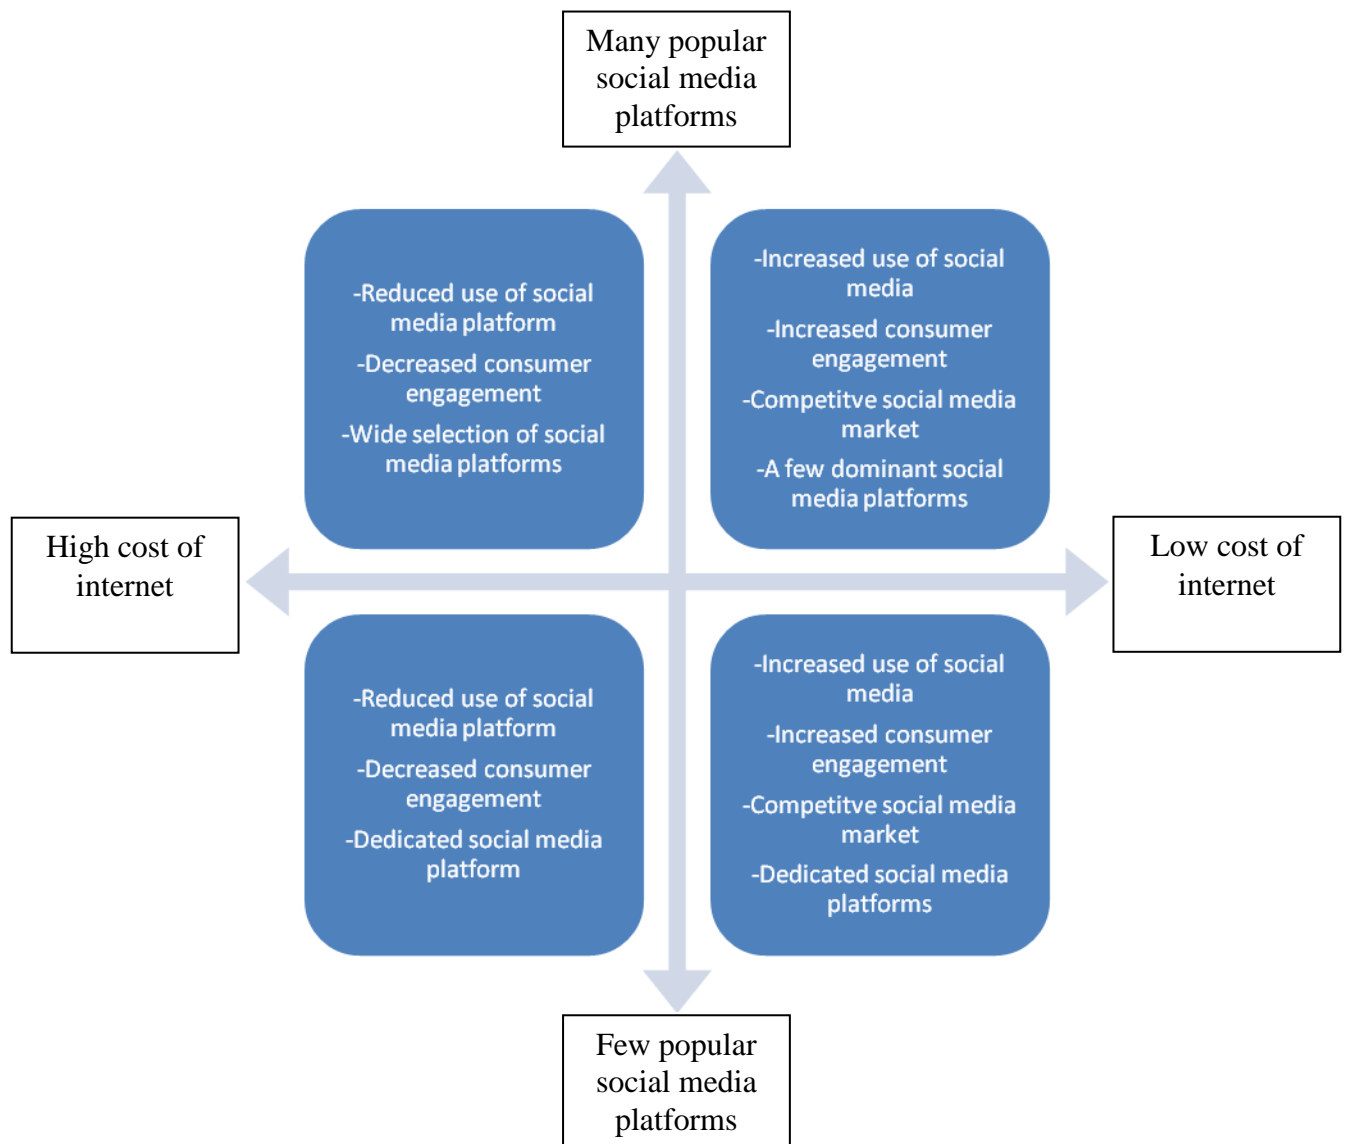 Many popular
social media
platforms
-Reduced use of social
media platform
-Decreased consumer
engagement
-Wide selection of social
media platforms
-Increased use of social
media
-Increased consumer
engagement
-Competitve social media
market
-A few dominant social
media platforms
High cost of
internet
Low cost of
internet
-Reduced use of social
media platform
-Decreased consumer
engagement
-Dedicated social media
platform
-Increased use of social
media
-Increased consumer
engagement
-Competitve social media
market
-Dedicated social media
platforms
Few popular
social media
platforms